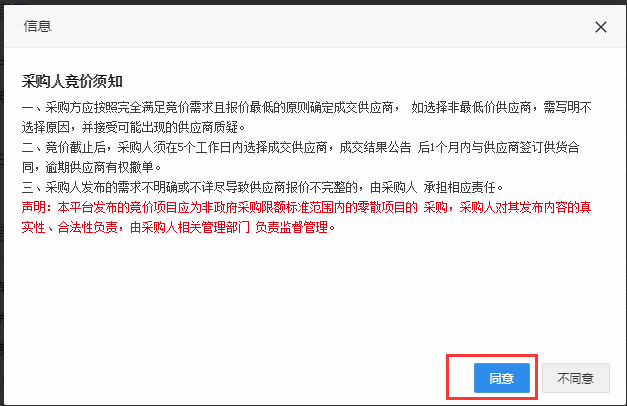 信息
采购人竞价须知
一、采购方应按照完全满足竞价需求且报价最低的原则确定成交供应商， 如选择非最低价供应商，需写明不
选择原因，并接受可能出现的供应商质疑。
二、竞价截止后，采购人须在5个工作日内选择成交供应商，成交结果公告 后1个月内与供应商签订供货合
同，逾期供应商有权撤单。
三、采购人发布的需求不明确或不详尽导致供应商报价不完整的，由采购人 承担相应责任。
声明：本平台发布的竞价项目应为非政府采购限额标准范围内的零散项目的 采购，采购人对其发布内容的真
实性、合法性负责，由采购人相关管理部门 负责监督管理。
同意 不同意